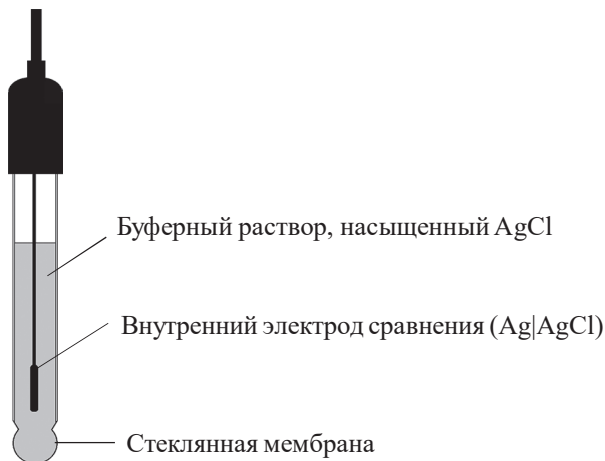 Буферный раствор, насыщенный AgCl
Внутренний электрод сравнения (Ag|AgCl)
Стеклянная мембрана